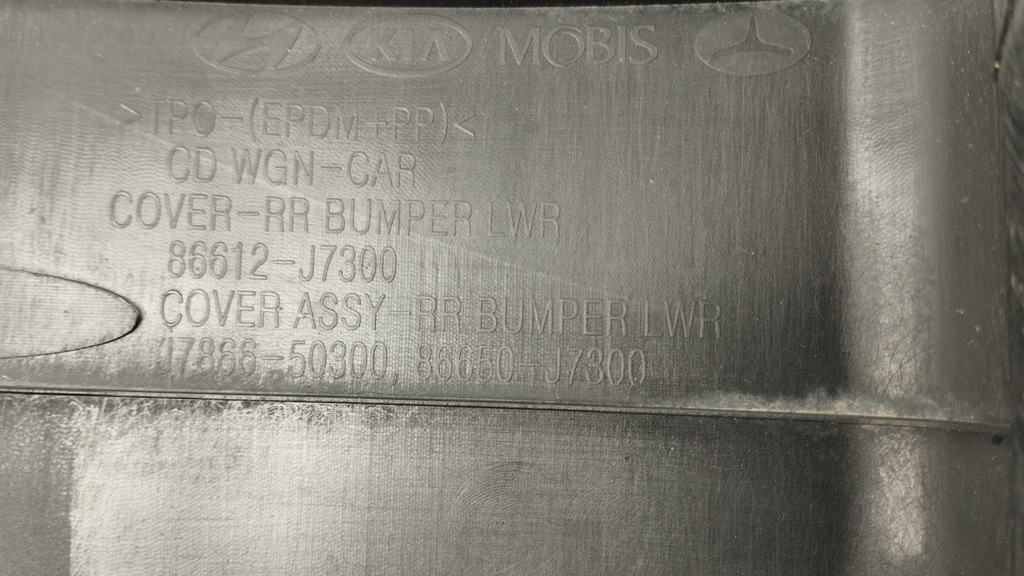 KIA MOBIS
>TPO-(EPDM+PP)<
CD WGN-CAR
COVER-RR BUMPER LWR
86612-J7300
COVER ASSY-RR BUMPER LWR
J7866-50300, 86650-J7300